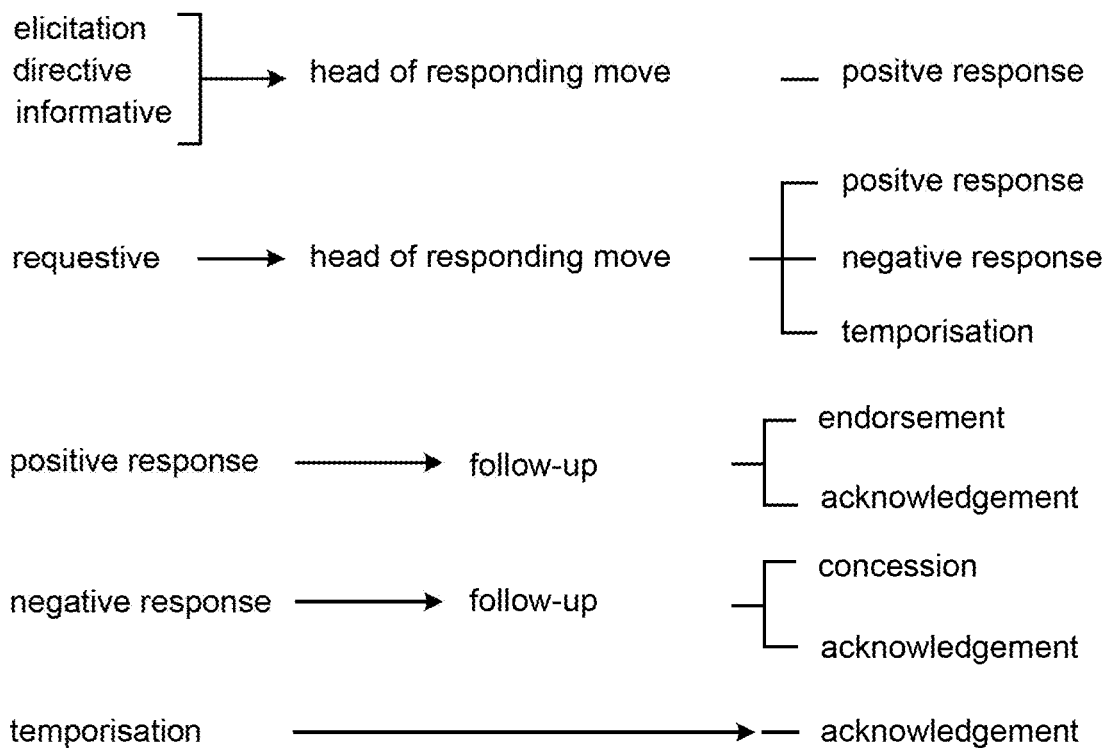 elicitation
directive
informative
head of responding move
positve response
requestive
head of responding move
positve response
negative response
temporisation
positive response
follow-up
endorsement
acknowledgement
negative response
follow-up
concession
acknowledgement
temporisation
acknowledgement